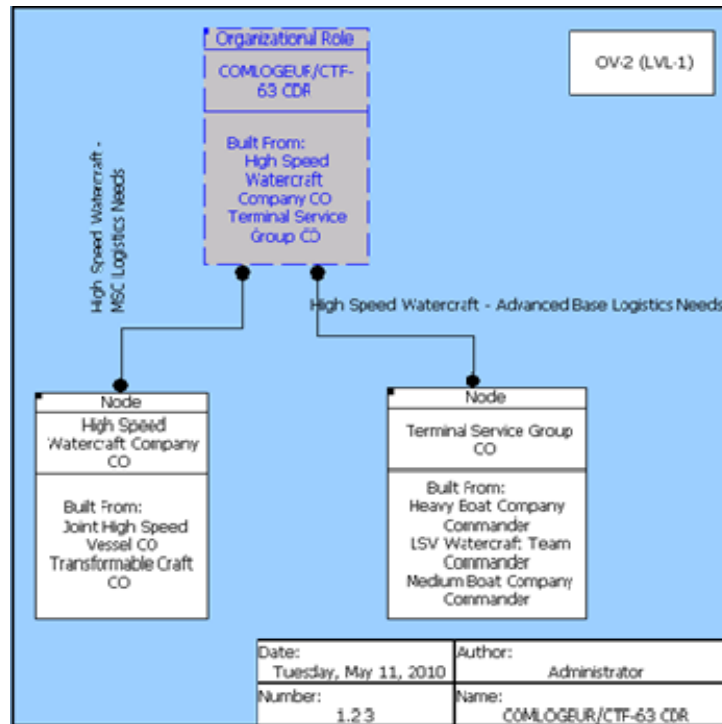 Organizational Role
COMLOGEUR/CTF-
63 CDR
Built From:
High Speed
Watercraft
Company CO
Terminal Service
Group CO
OV-2 (LVL-1)
High Speed Watercraft -
MSC Logistics Needs
High Speed Watercraft - Advanced Base Logistics Needs
Node
High Speed
Watercraft Company
CO
Built From:
Joint High Speed
Vessel CO
Transformable Craft
CO
Node
Terminal Service Group
CO
Built From:
Heavy Boat Company
Commander
LSV Watercraft Team
Commander
Medium Boat Company
Commander
Date:
Tuesday, May 11, 2010
Author:
Administrator
Number:
1.2.3
Name:
COMLOGEUR/CTF-63 CDR